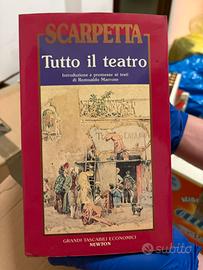 SCARPETTA
Tutto il teatro
Introduzione e premesse ai testi
di Romualdo Marrone
GRANDI TASCABILI ECONOMICI
NEWTON
subito